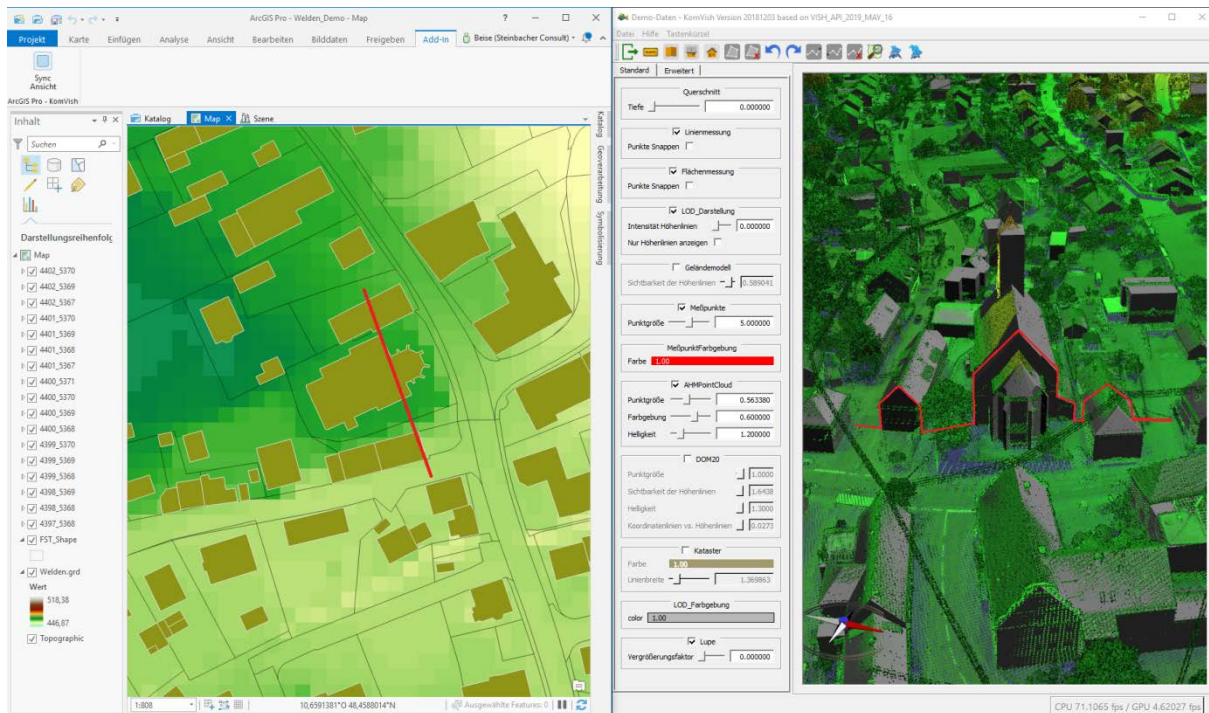 ArcGIS Pro - Welden_Demo - Map
Projekt Karte Einfügen Analyse Ansicht Bearbeiten Bilddaten Freigeben Add-In Beise (Steinbacher Consult)
Sync Ansicht
ArcGIS Pro - KomVish
Inhalt
Suchen
Darstellungsreihenfolg
Map
4402_5370
4402_5369
4402_5367
4401_5370
4401_5369
4401_5368
4401_5367
4400_5371
4400_5370
4400_5369
4400_5368
4399_5370
4399_5369
4399_5368
4398_5369
4398_5368
4397_5368
FST_Shape
Welden.grd
Wert
518,38
446,87
Topographic
Katalog Map Szene
Katalog
Geoverarbeitung
Symbolisierung
1:808 10,6591381°O 48,4588014°N Ausgewählte Features: 0
Demo-Daten - KomVish Version 20181203 based on VISH_API_2019_MAY_16
Datei Hilfe Tastenkürzel
Standard Erweitert
Querschnitt
Tiefe 0.000000
Linienmessung
Punkte Snappen
Flächenmessung
Punkte Snappen
LOD_Darstellung
Intensität Höhenlinien 0.000000
Nur Höhenlinien anzeigen
Geländemodell
Sichtbarkeit der Höhenlinien 0.589041
Meßpunkte
Punktgröße 5.000000
MeßpunktFarbgebung
Farbe 1.00
AHMPointCloud
Punktgröße 0.563380
Farbgebung 0.600000
Helligkeit 1.200000
DOM20
Punktgröße 1.0000
Sichtbarkeit der Höhenlinien 1.6438
Helligkeit 1.3000
Koordinatenlinien vs. Höhenlinien 0.0273
Kataster
Farbe 1.00
Linienbreite 1.369863
LOD_Farbgebung
color 1.00
Lupe
Vergrößerungsfaktor 0.000000
CPU 71.1065 fps / GPU 4.62027 fps